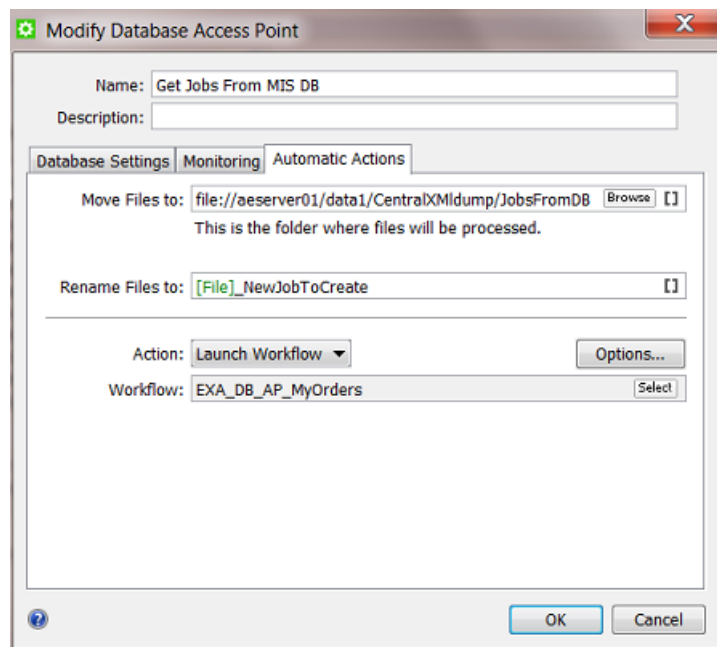 Modify Database Access Point
Name: Get Jobs From MIS DB
Description:
Database Settings Monitoring Automatic Actions
Move Files to: file://aeserver01/data1/CentralXMldump/JobsFromDB Browse []
This is the folder where files will be processed.
Rename Files to: [File]_NewJobToCreate []
Action: Launch Workflow Options...
Workflow: EXA_DB_AP_MyOrders Select
OK Cancel